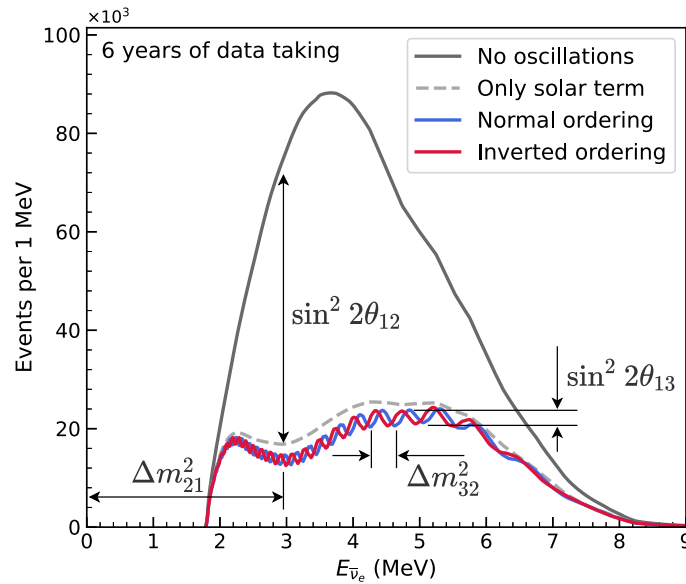 ×10³
100
80
60
40
20
0
Events per 1 MeV
6 years of data taking
No oscillations
Only solar term
Normal ordering
Inverted ordering
sin² 2θ₁₂
sin² 2θ₁₃
Δm²₂₁
Δm²₃₂
0 1 2 3 4 5 6 7 8 9
E_ν̄ₑ (MeV)